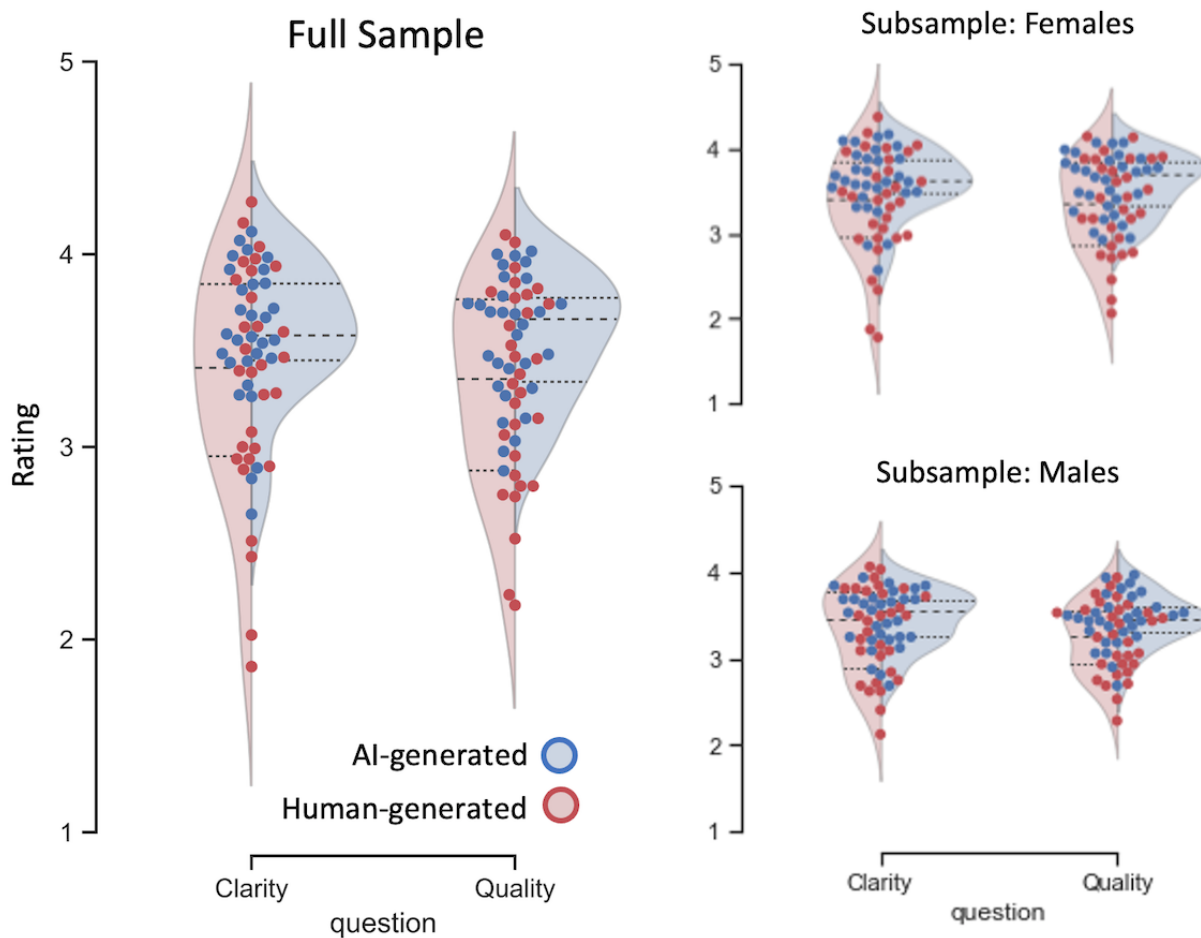 Full Sample
5
4
3
2
1
Rating
AI-generated
Human-generated
Clarity
Quality
question
Subsample: Females
5
4
3
2
1
Subsample: Males
5
4
3
2
1
Clarity
Quality
question